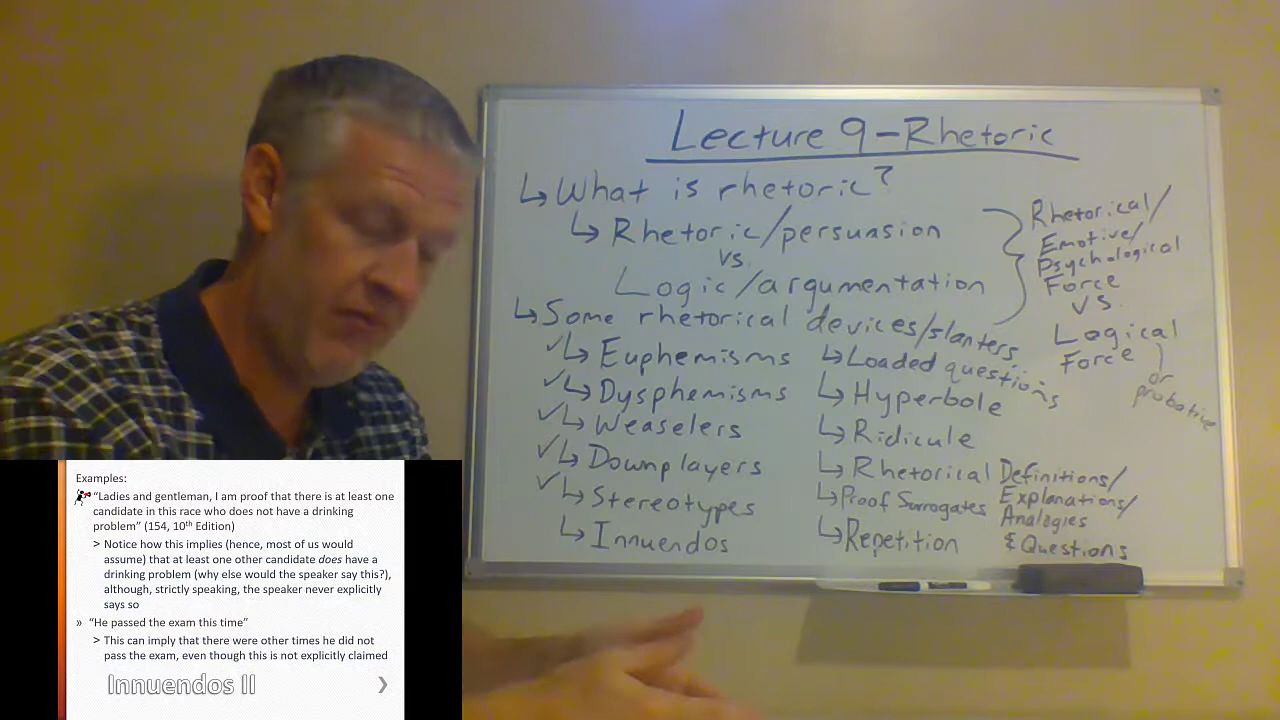 Lecture 9-Rhetoric
↳What is rhetoric?
↳ Rhetoric/persuasion
vs.
Logic/argumentation
Rhetorical/
Emotive/
Psychological
Force
vs.
Logical
Force
or
probative
↳Some rhetorical devices/slanters
✓↳ Euphemisms
✓↳ Dysphemisms
✓↳ Weaselers
✓↳ Downplayers
✓↳ Stereotypes
↳ Innuendos
↳Loaded questions
↳Hyperbole
↳Ridicule
↳Rhetorical Definitions/
Explanations/
Analogies
& Questions
↳Proof Surrogates
↳Repetition
Examples:
“Ladies and gentleman, I am proof that there is at least one
candidate in this race who does not have a drinking
problem” (154, 10th Edition)
> Notice how this implies (hence, most of us would
assume) that at least one other candidate does have a
drinking problem (why else would the speaker say this?),
although, strictly speaking, the speaker never explicitly
says so
» “He passed the exam this time”
> This can imply that there were other times he did not
pass the exam, even though this is not explicitly claimed
Innuendos II